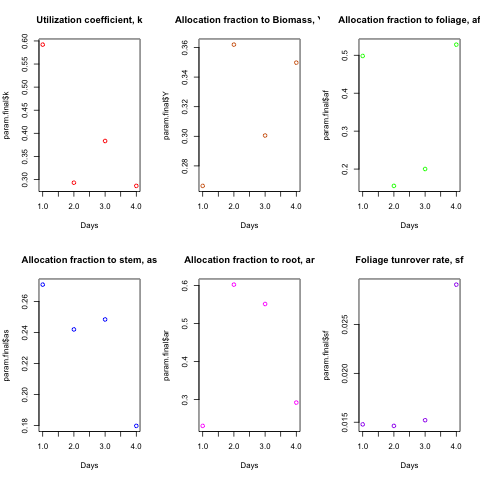 Utilization coefficient, k
param.final$k
0.30 0.35 0.40 0.45 0.50 0.55 0.60
1.0 2.0 3.0 4.0
Days
Allocation fraction to Biomass, Y
param.final$Y
0.28 0.30 0.32 0.34 0.36
1.0 2.0 3.0 4.0
Days
Allocation fraction to foliage, af
param.final$af
0.2 0.3 0.4 0.5
1.0 2.0 3.0 4.0
Days
Allocation fraction to stem, as
param.final$as
0.18 0.20 0.22 0.24 0.26
1.0 2.0 3.0 4.0
Days
Allocation fraction to root, ar
param.final$ar
0.3 0.4 0.5 0.6
1.0 2.0 3.0 4.0
Days
Foliage tunrover rate, sf
param.final$sf
0.015 0.020 0.025
1.0 2.0 3.0 4.0
Days